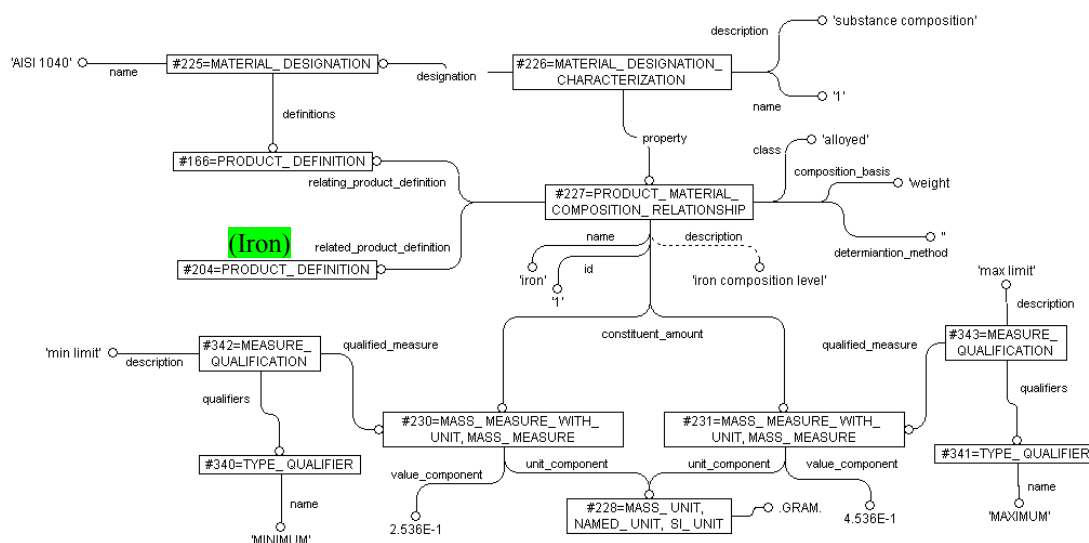 'substance composition'
description
'AISI 1040'
name
#225=MATERIAL_ DESIGNATION
designation
#226=MATERIAL_ DESIGNATION_
CHARACTERIZATION
name
'1'
definitions
property
class
'alloyed'
#166=PRODUCT_ DEFINITION
relating_product_definition
composition_basis
'weight
#227=PRODUCT_ MATERIAL_
COMPOSITION_ RELATIONSHIP
(Iron)
related_product_definition
name
description
''
determiantion_method
#204=PRODUCT_ DEFINITION
'iron'
id
'1'
'iron composition level'
'max limit'
description
constituent_amount
'min limit'
description
#342=MEASURE_
QUALIFICATION
qualified_measure
qualified_measure
#343=MEASURE_
QUALIFICATION
qualifiers
qualifiers
#230=MASS_ MEASURE_ WITH_
UNIT, MASS_ MEASURE
#231=MASS_ MEASURE_ WITH_
UNIT, MASS_ MEASURE
#340=TYPE_ QUALIFIER
#341=TYPE_ QUALIFIER
value_component
unit_component
unit_component
value_component
name
name
#228=MASS_ UNIT,
NAMED_ UNIT, SI_ UNIT
.GRAM.
'MINIMUM'
2.536E-1
4.536E-1
'MAXIMUM'